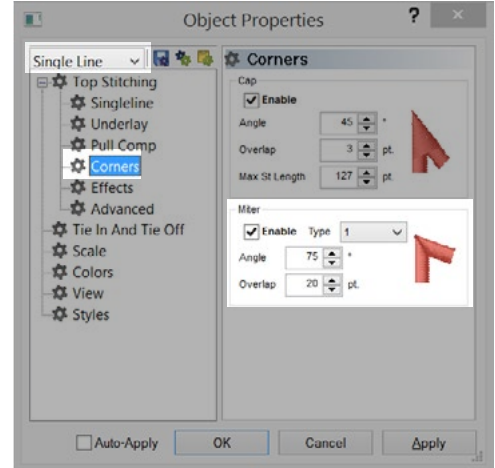 Object Properties ? ×
Single Line
Top Stitching
Singleline
Underlay
Pull Comp
Corners
Effects
Advanced
Tie In And Tie Off
Scale
Colors
View
Styles
Corners
Cap
Enable
Angle 45 °
Overlap 3 pt.
Max St Length 127 pt.
Miter
Enable Type 1
Angle 75 °
Overlap 20 pt.
Auto-Apply OK Cancel Apply